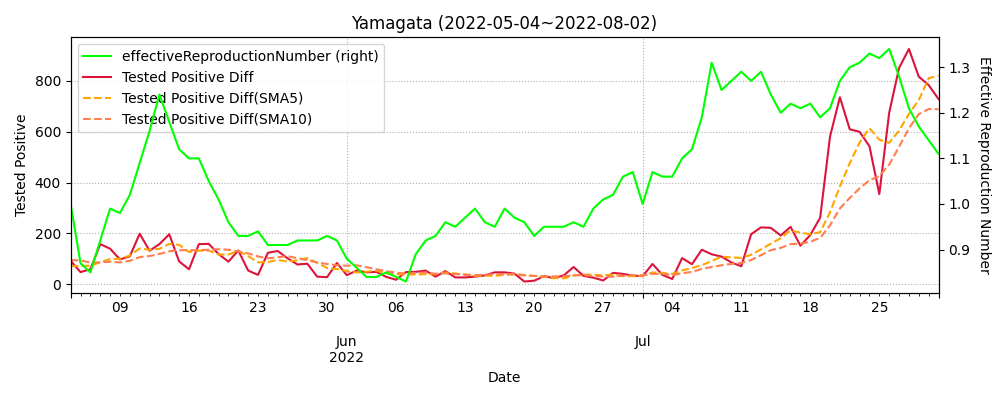 Yamagata (2022-05-04~2022-08-02)
effectiveReproductionNumber (right)
Tested Positive Diff
Tested Positive Diff(SMA5)
Tested Positive Diff(SMA10)
Tested Positive
800
600
400
200
0
1.3
1.2
1.1
1.0
0.9
Effective Reproduction Number
09 16 23 30 06 13 20 27 04 11 18 25
Jun Jul
2022
Date